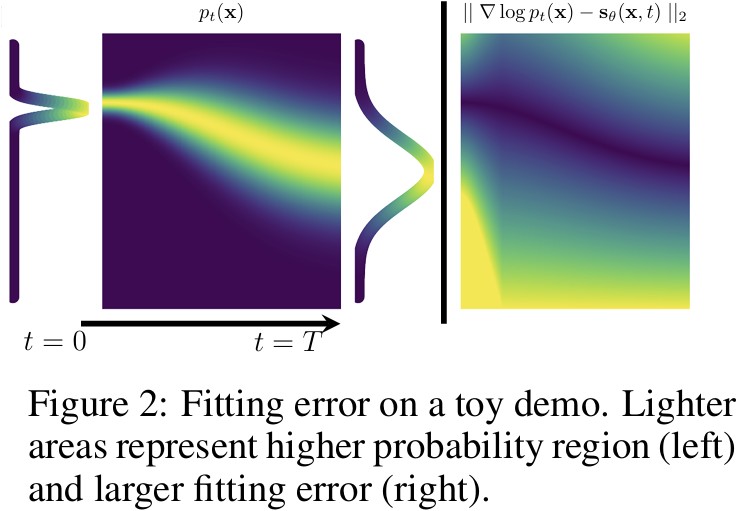 p_t(𝐱)
|| ∇ log p_t(𝐱) − 𝐬_θ(𝐱, t) ||_2
t = 0
t = T
Figure 2: Fitting error on a toy demo. Lighter
areas represent higher probability region (left)
and larger fitting error (right).